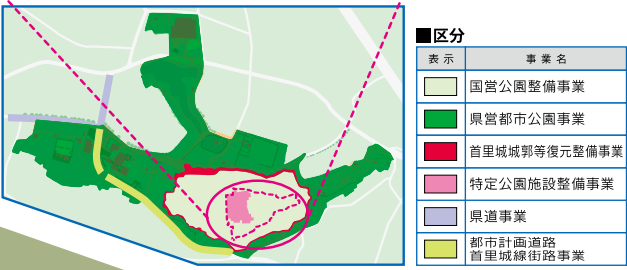 ■区分
表示 事業名
国営公園整備事業
県営都市公園事業
首里城城郭等復元整備事業
特定公園施設整備事業
県道事業
都市計画道路
首里城線街路事業